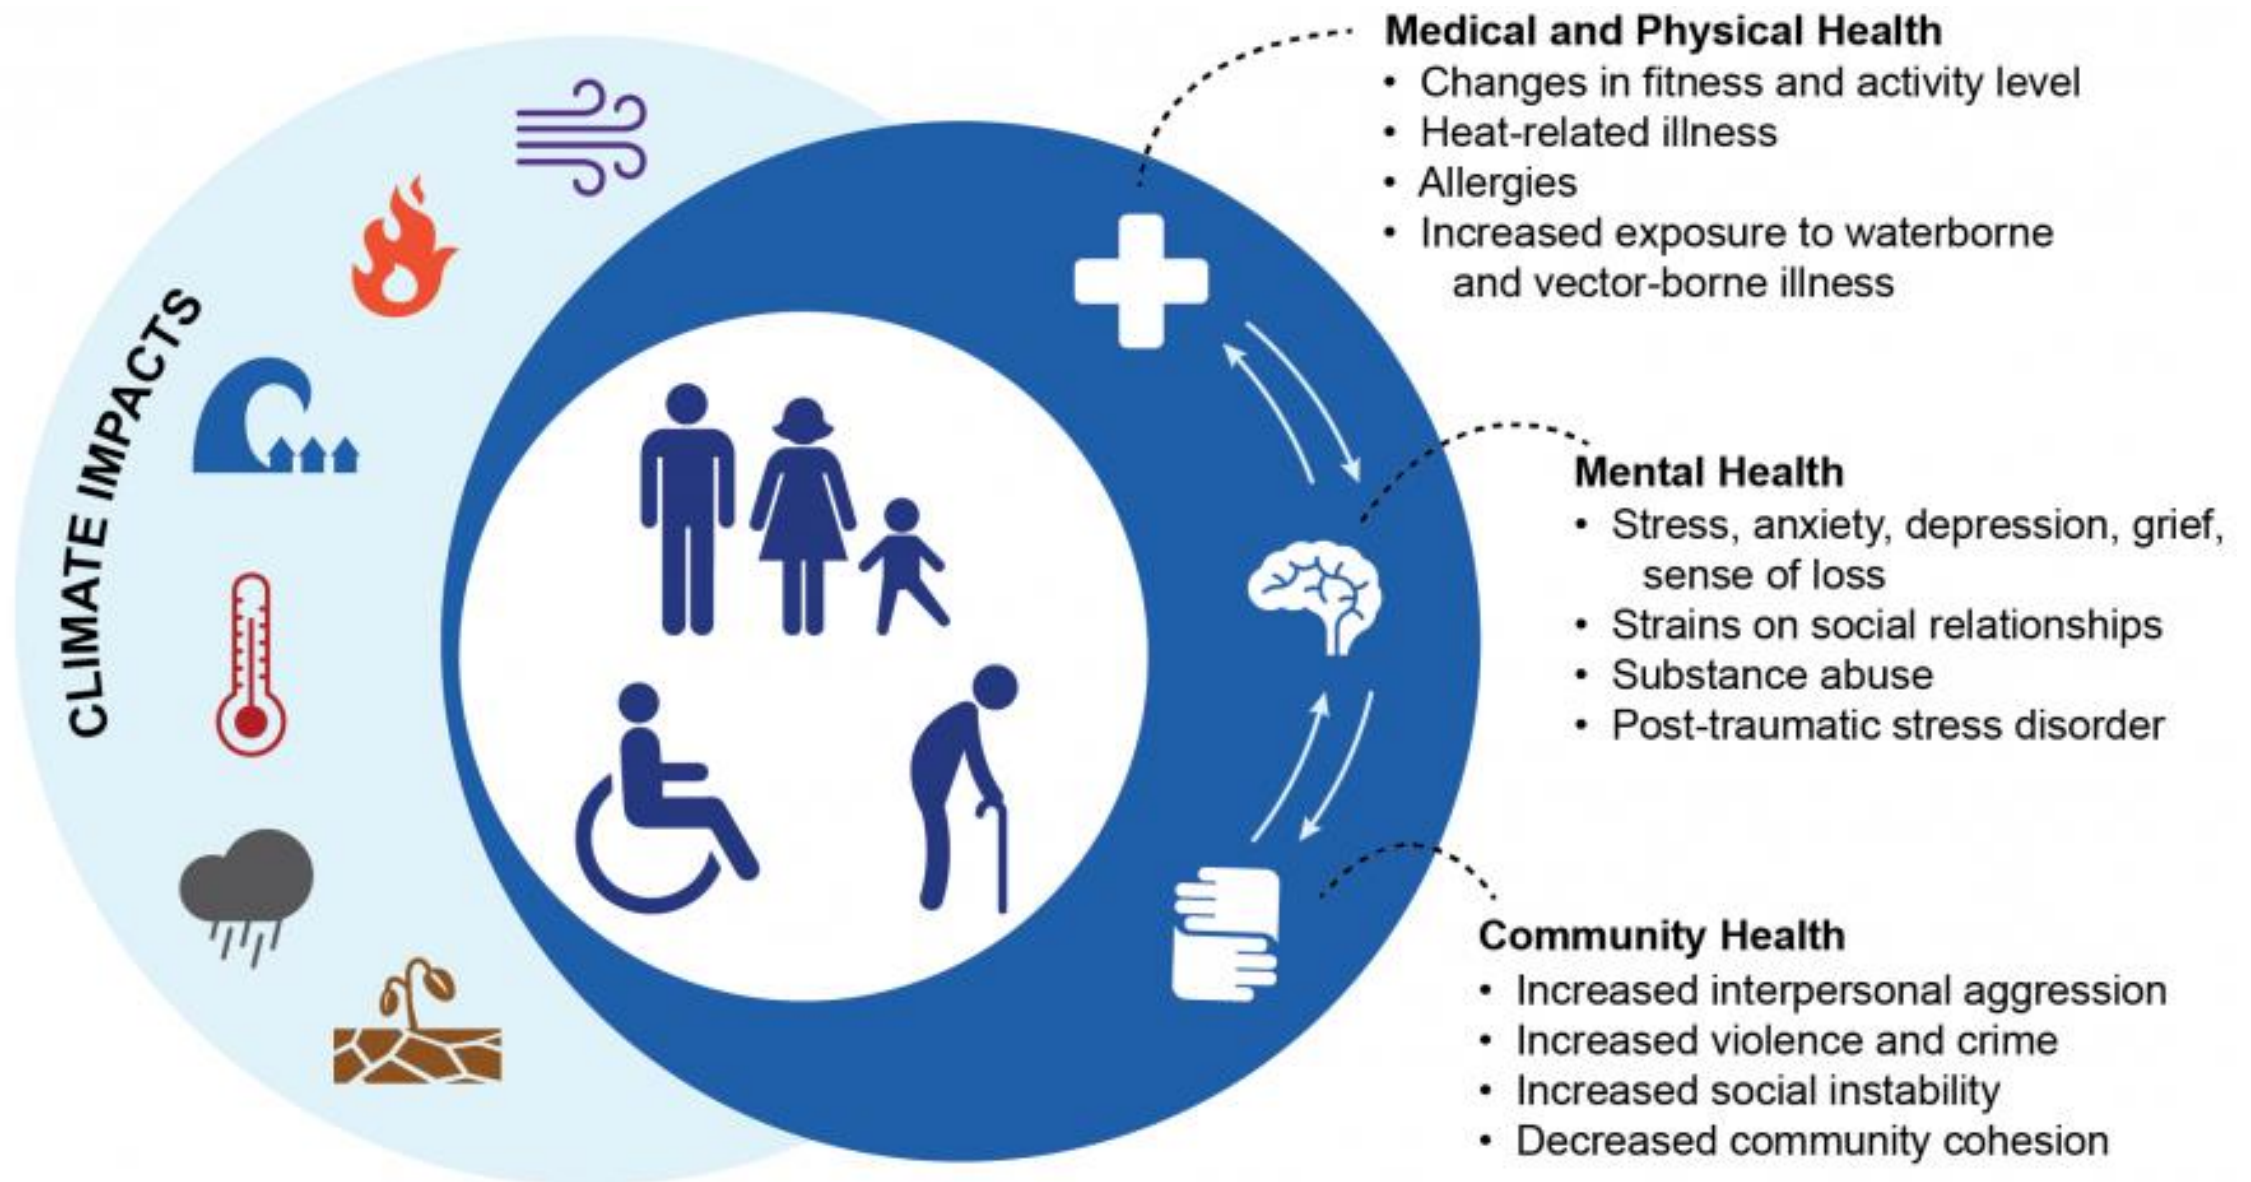 CLIMATE IMPACTS
Medical and Physical Health
• Changes in fitness and activity level
• Heat-related illness
• Allergies
• Increased exposure to waterborne
and vector-borne illness
Mental Health
• Stress, anxiety, depression, grief,
sense of loss
• Strains on social relationships
• Substance abuse
• Post-traumatic stress disorder
Community Health
• Increased interpersonal aggression
• Increased violence and crime
• Increased social instability
• Decreased community cohesion